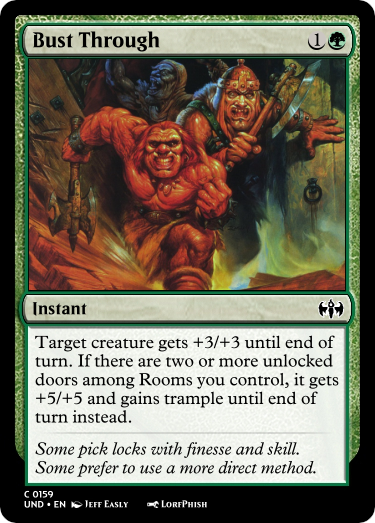 Bust Through 1
Instant
Target creature gets +3/+3 until end of
turn. If there are two or more unlocked
doors among Rooms you control, it gets
+5/+5 and gains trample until end of
turn instead.
Some pick locks with finesse and skill.
Some prefer to use a more direct method.
C 0159
UND • EN Jeff Easly LorfPhish